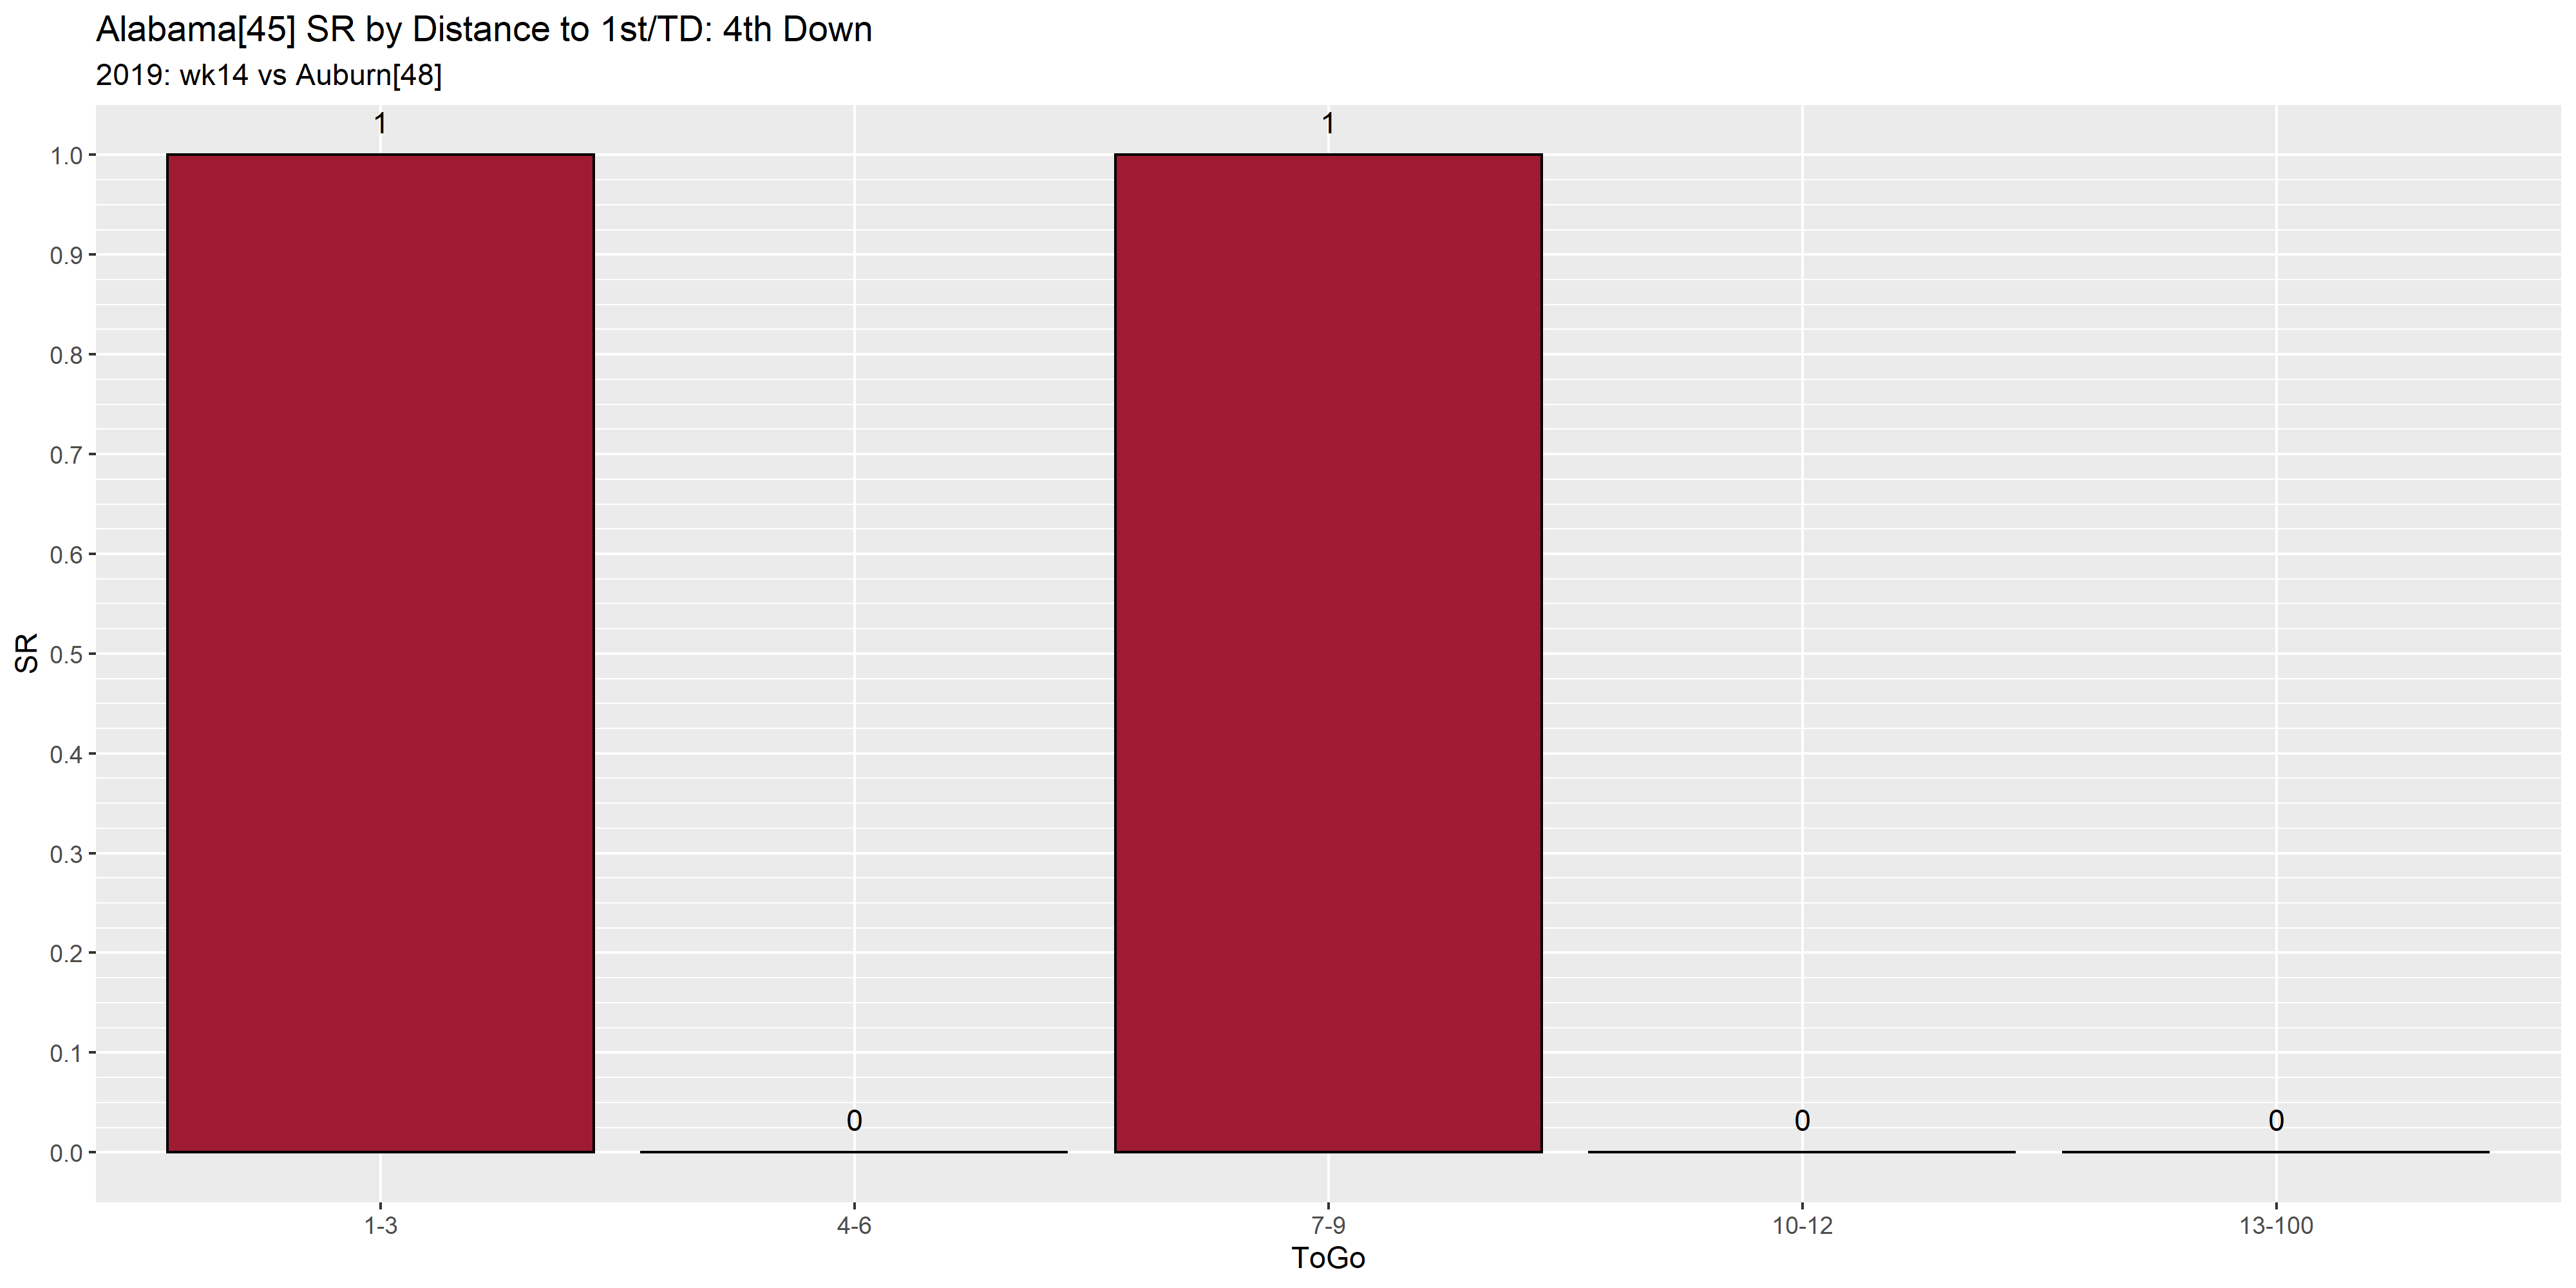 Alabama[45] SR by Distance to 1st/TD: 4th Down
2019: wk14 vs Auburn[48]
1 1
1.0
0.9
0.8
0.7
0.6
0.5
0.4
0.3
0.2
0.1
0.0
SR
0 0 0
1-3 4-6 7-9 10-12 13-100
ToGo